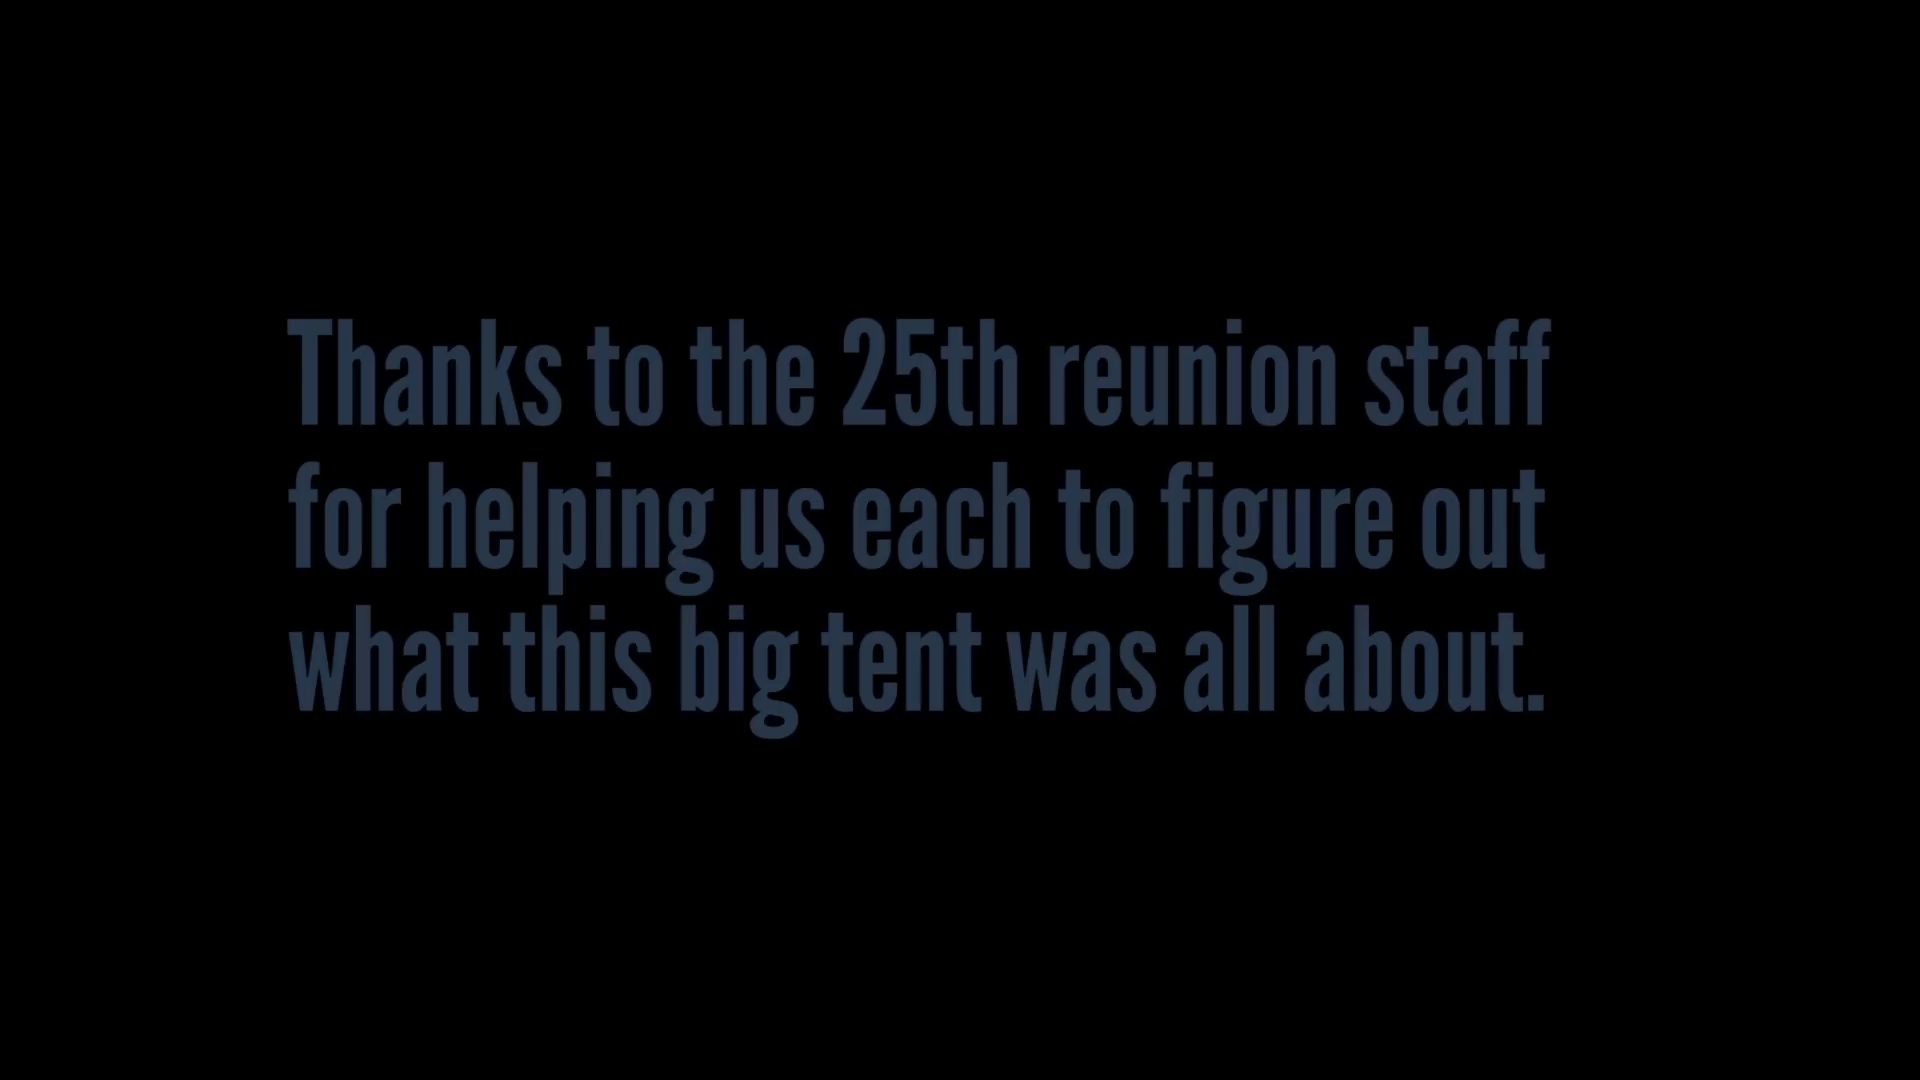 Thanks to the 25th reunion staff
for helping us each to figure out
what this big tent was all about.